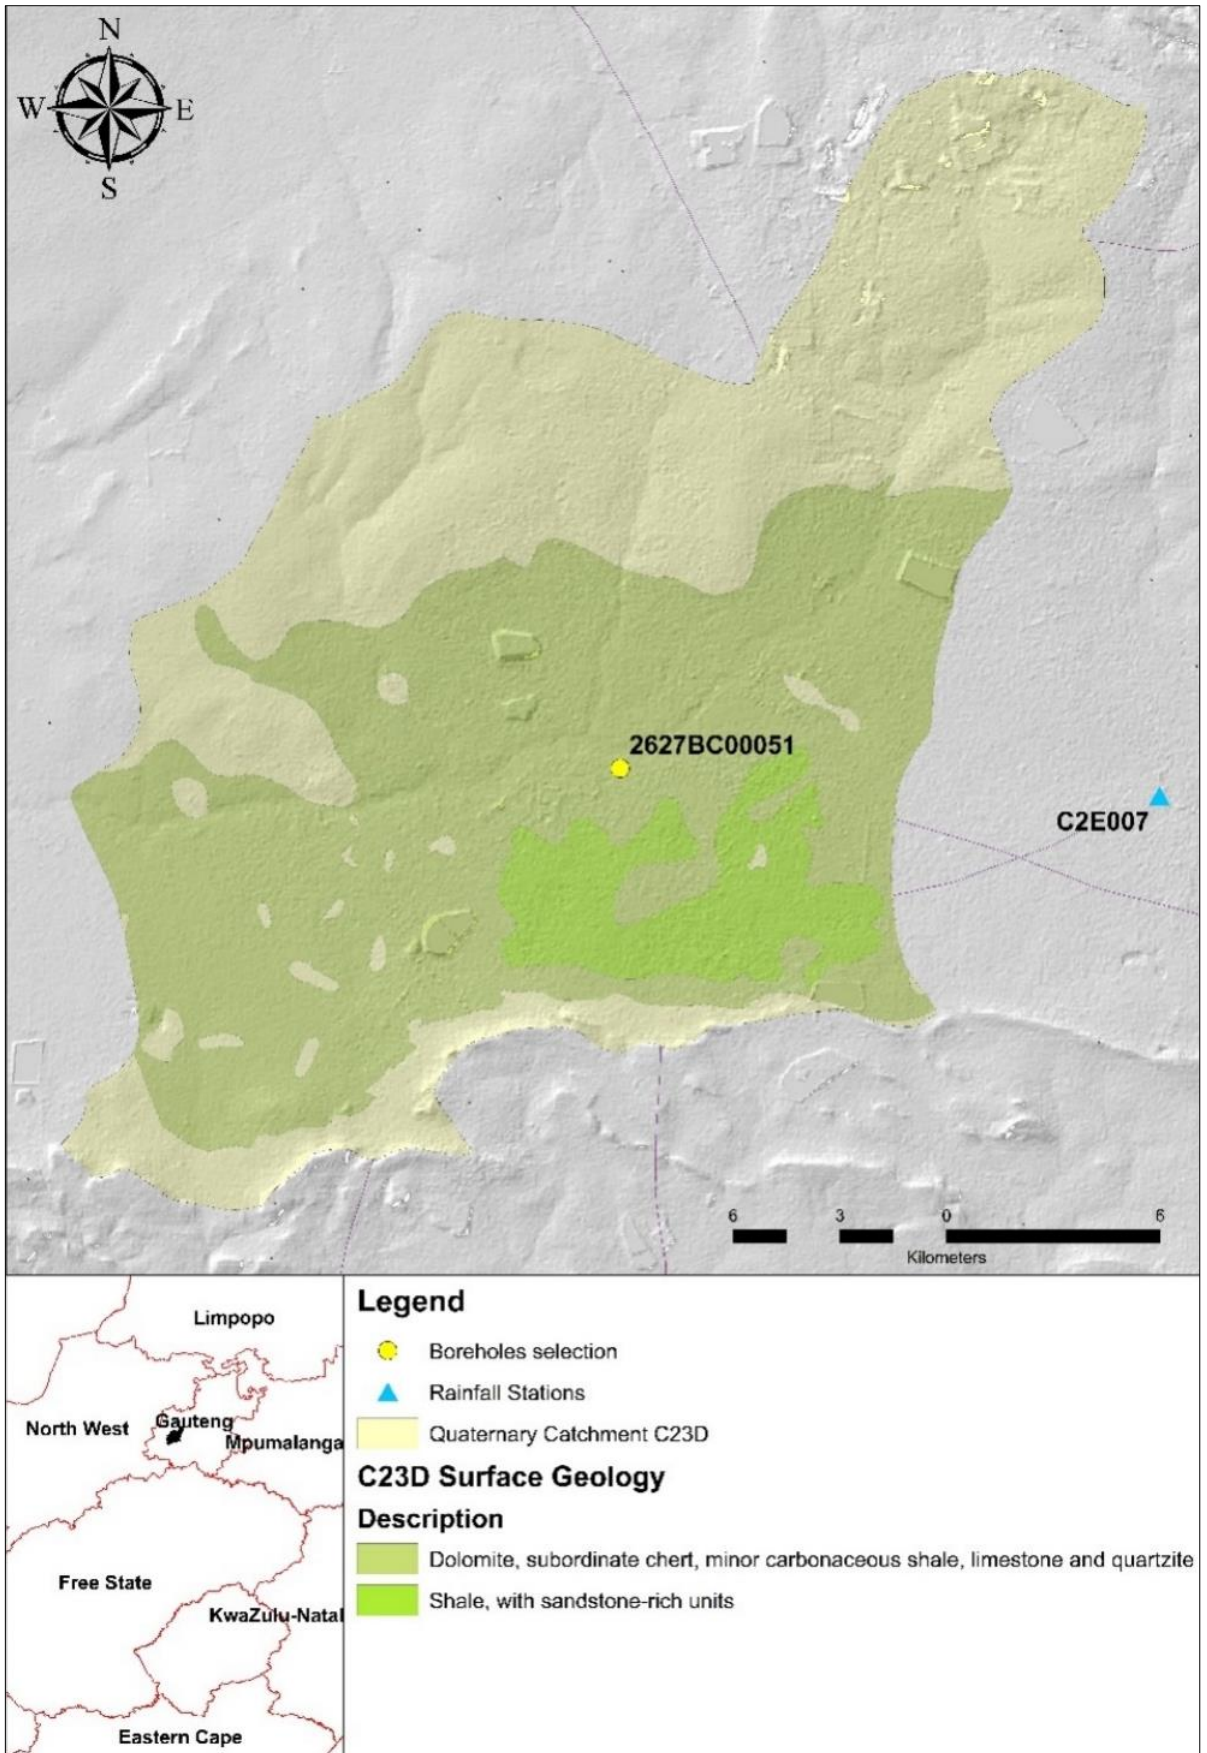 N
W E
S
2627BC00051
C2E007
6 3 0 6
Kilometers
Limpopo
North West
Gauteng
Mpumalanga
Free State
KwaZulu-Natal
Eastern Cape
Legend
Boreholes selection
Rainfall Stations
Quaternary Catchment C23D
C23D Surface Geology
Description
Dolomite, subordinate chert, minor carbonaceous shale, limestone and quartzite
Shale, with sandstone-rich units